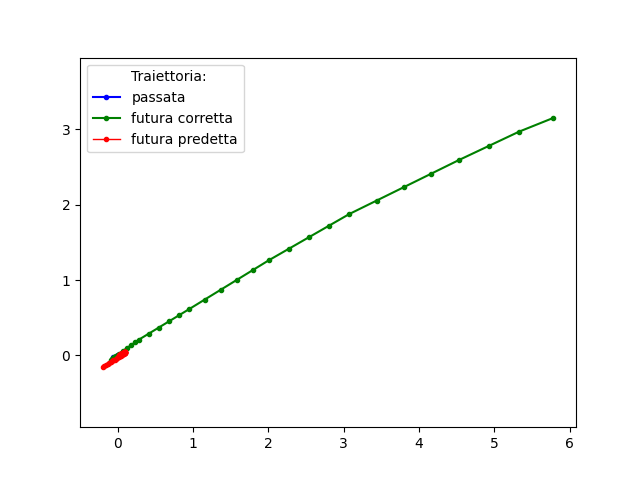 Traiettoria:
passata
futura corretta
futura predetta
3
2
1
0
0 1 2 3 4 5 6